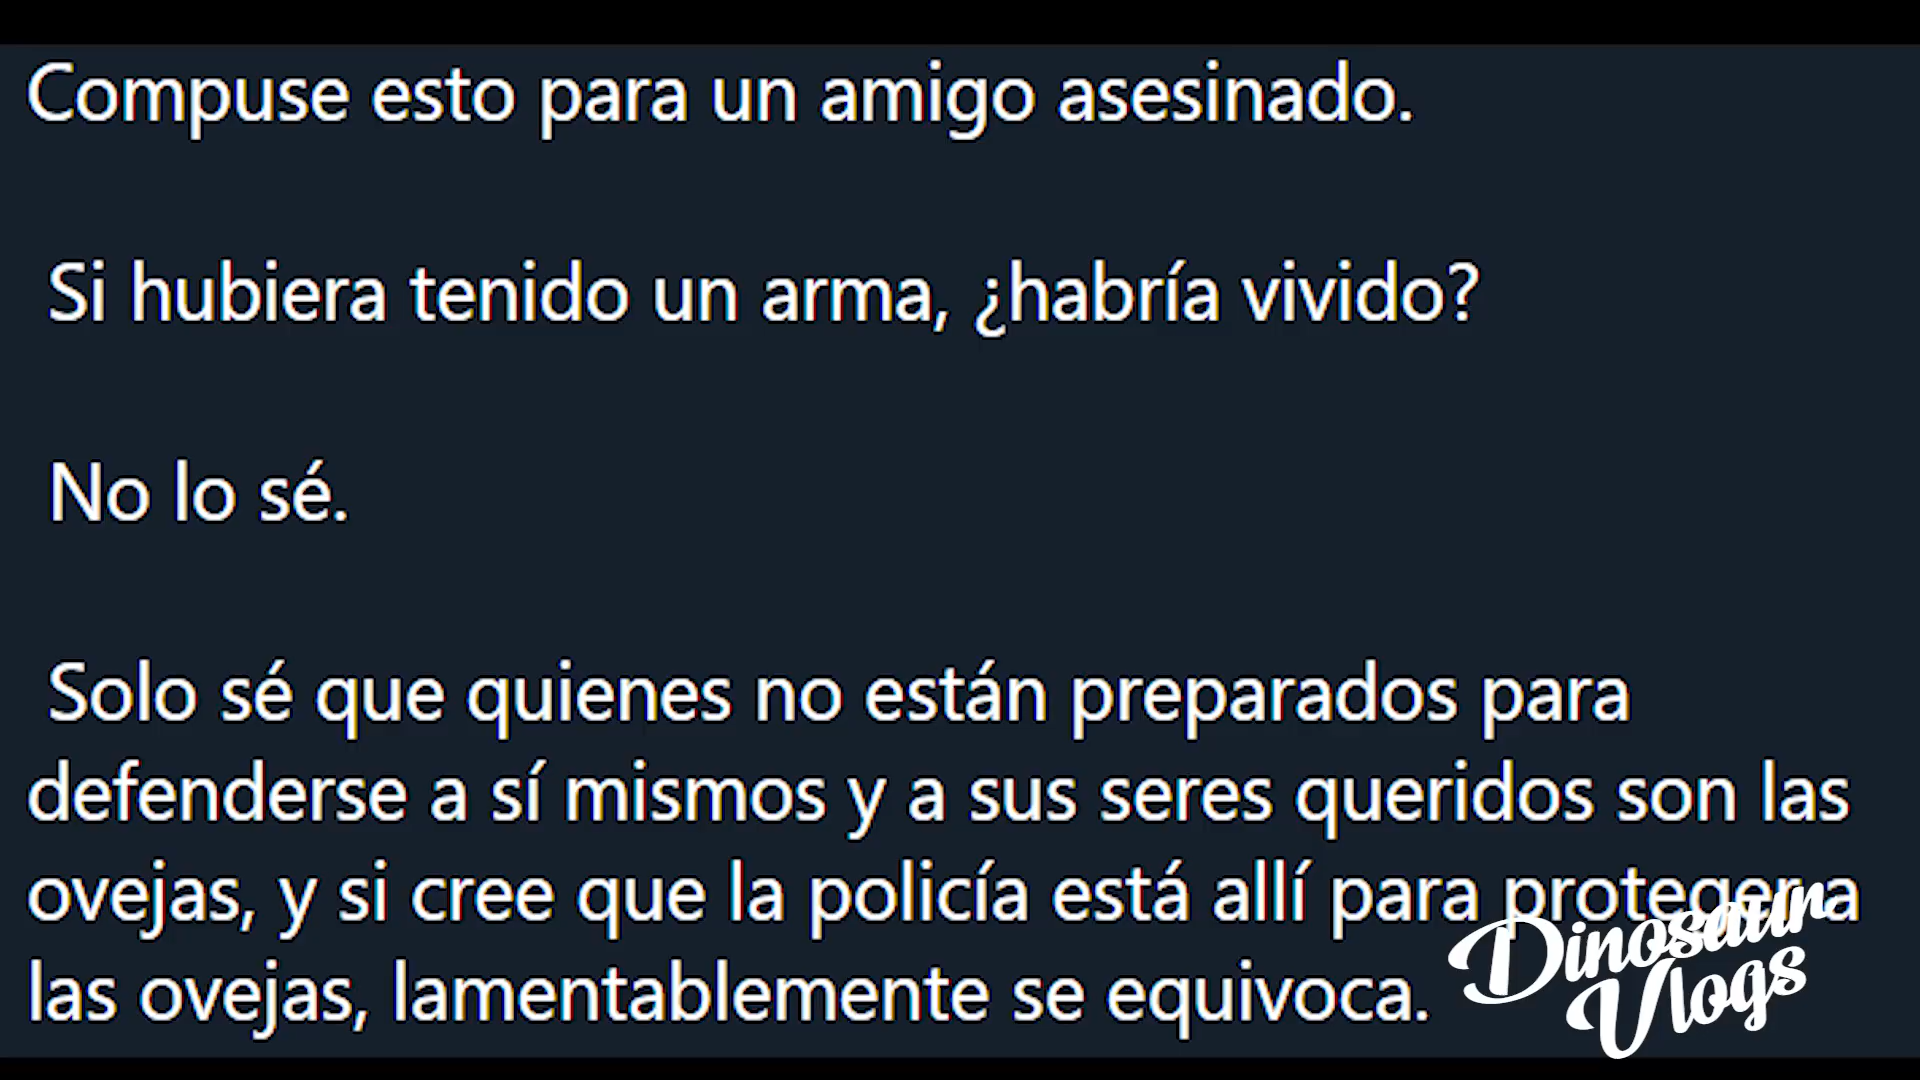 Compuse esto para un amigo asesinado.
Si hubiera tenido un arma, ¿habría vivido?
No lo sé.
Solo sé que quienes no están preparados para
defenderse a sí mismos y a sus seres queridos son las
ovejas, y si cree que la policía está allí para proteger a
las ovejas, lamentablemente se equivoca.
Dinosaur
Vlogs